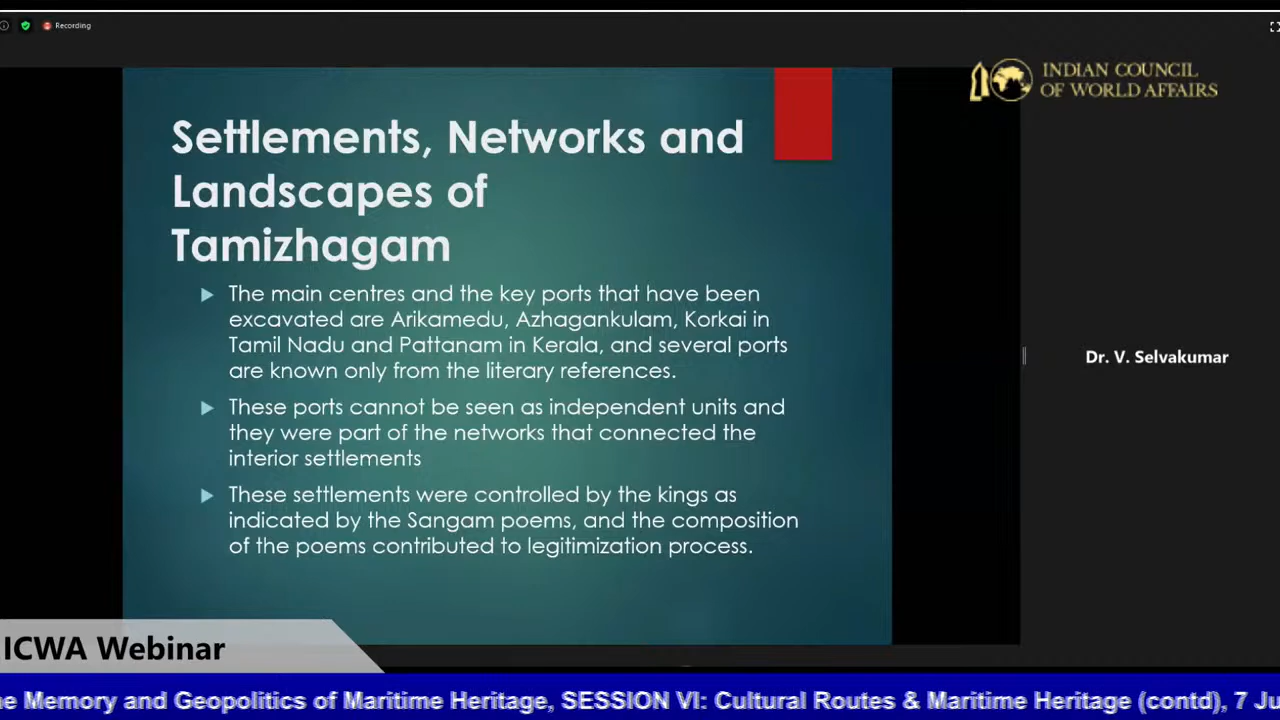 Recording
INDIAN COUNCIL
OF WORLD AFFAIRS
Settlements, Networks and
Landscapes of
Tamizhagam
The main centres and the key ports that have been
excavated are Arikamedu, Azhagankulam, Korkai in
Tamil Nadu and Pattanam in Kerala, and several ports
are known only from the literary references.
These ports cannot be seen as independent units and
they were part of the networks that connected the
interior settlements
These settlements were controlled by the kings as
indicated by the Sangam poems, and the composition
of the poems contributed to legitimization process.
Dr. V. Selvakumar
ICWA Webinar
Memory and Geopolitics of Maritime Heritage, SESSION VI: Cultural Routes & Maritime Heritage (contd), 7